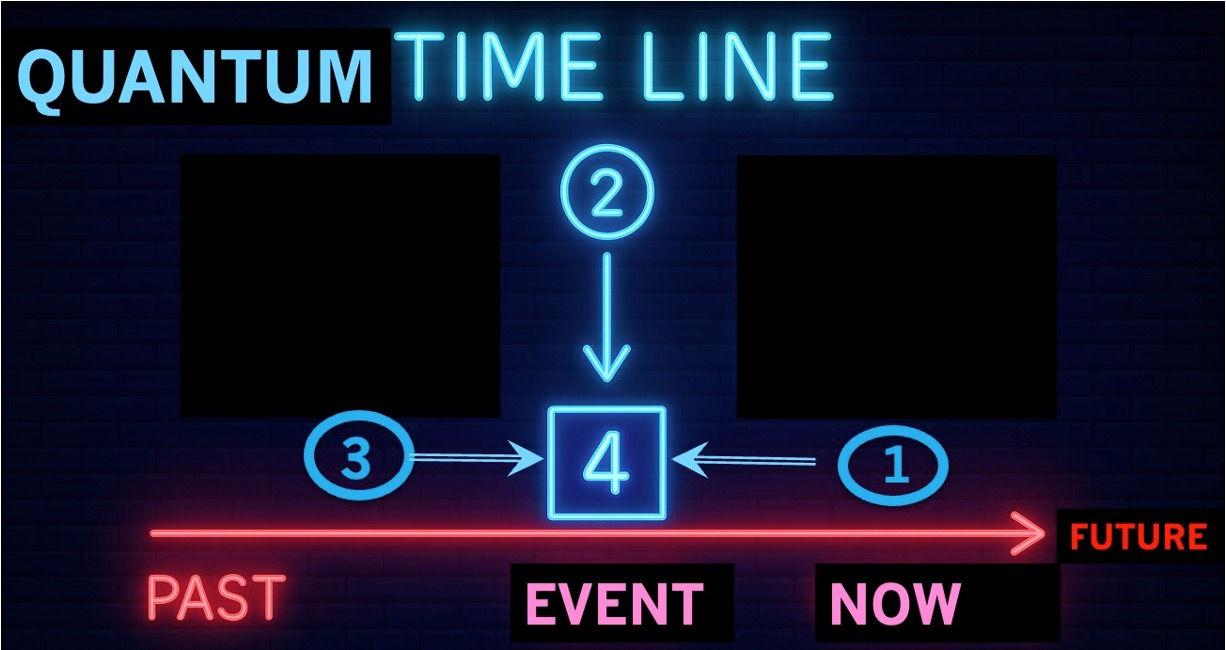 QUANTUM TIME LINE
2
3
4
1
FUTURE
PAST
EVENT
NOW